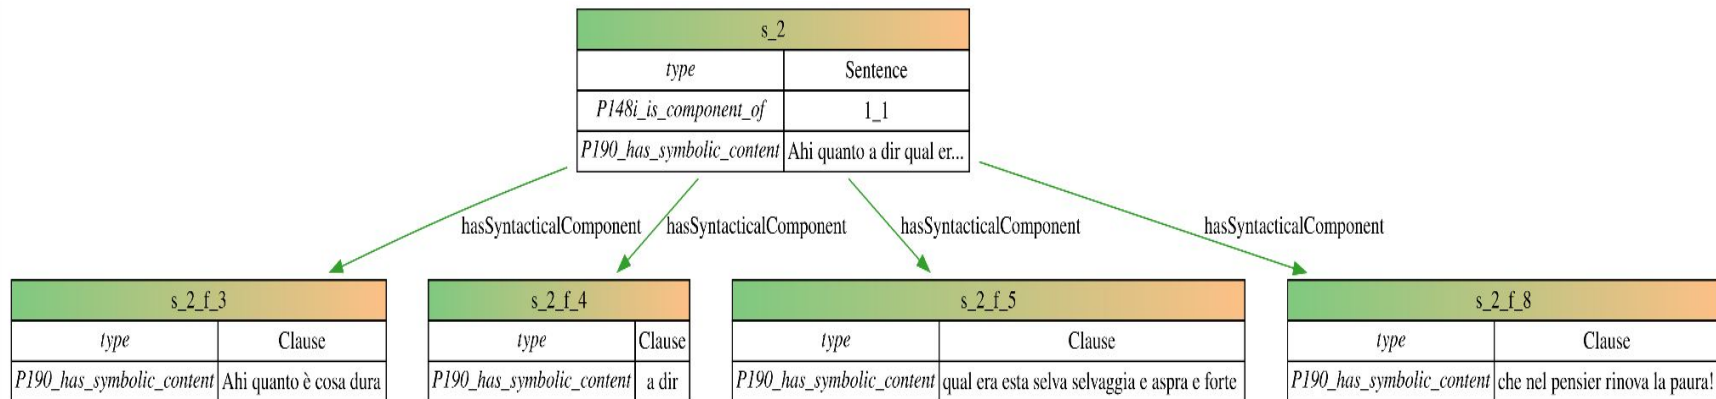 s_2
type Sentence
P148i_is_component_of 1_1
P190_has_symbolic_content Ahi quanto a dir qual er...
hasSyntacticalComponent hasSyntacticalComponent hasSyntacticalComponent hasSyntacticalComponent
s_2_f_3
type Clause
P190_has_symbolic_content Ahi quanto è cosa dura
s_2_f_4
type Clause
P190_has_symbolic_content a dir
s_2_f_5
type Clause
P190_has_symbolic_content qual era esta selva selvaggia e aspra e forte
s_2_f_8
type Clause
P190_has_symbolic_content che nel pensier rinova la paura!